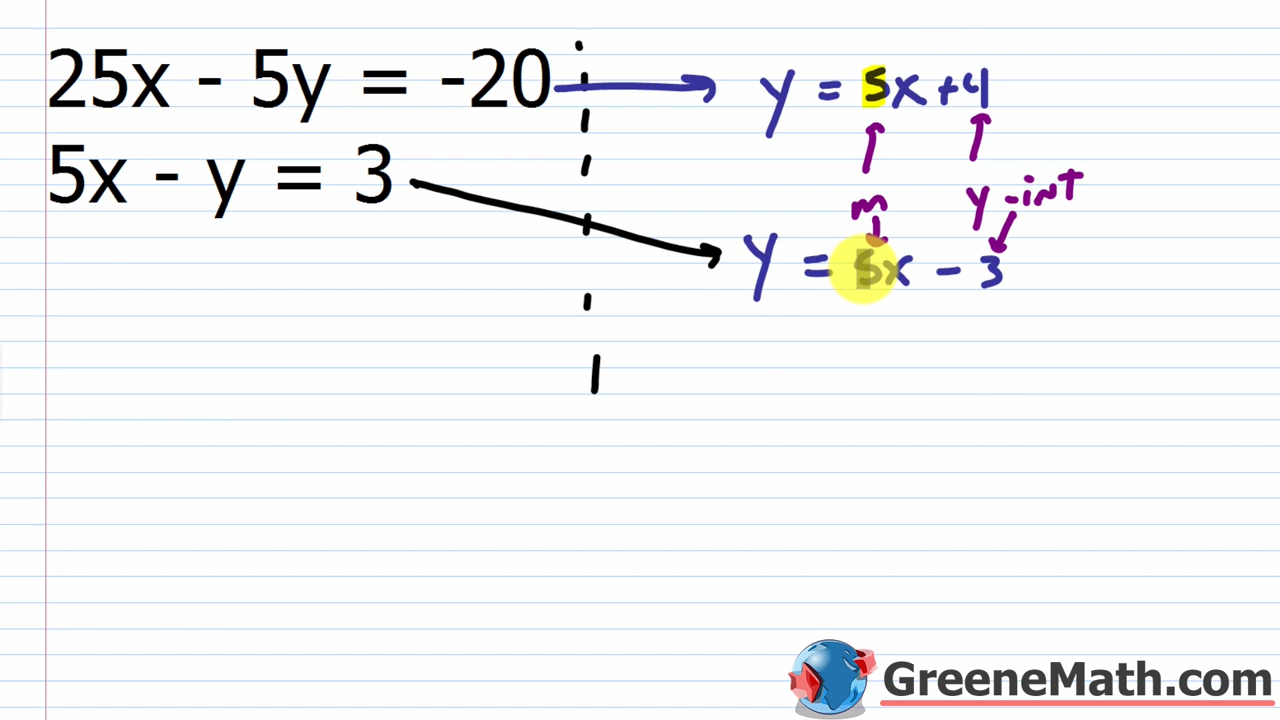 25x - 5y = -20
y = 5x + 4
5x - y = 3
m
y-int
y = 5x - 3
GreeneMath.com